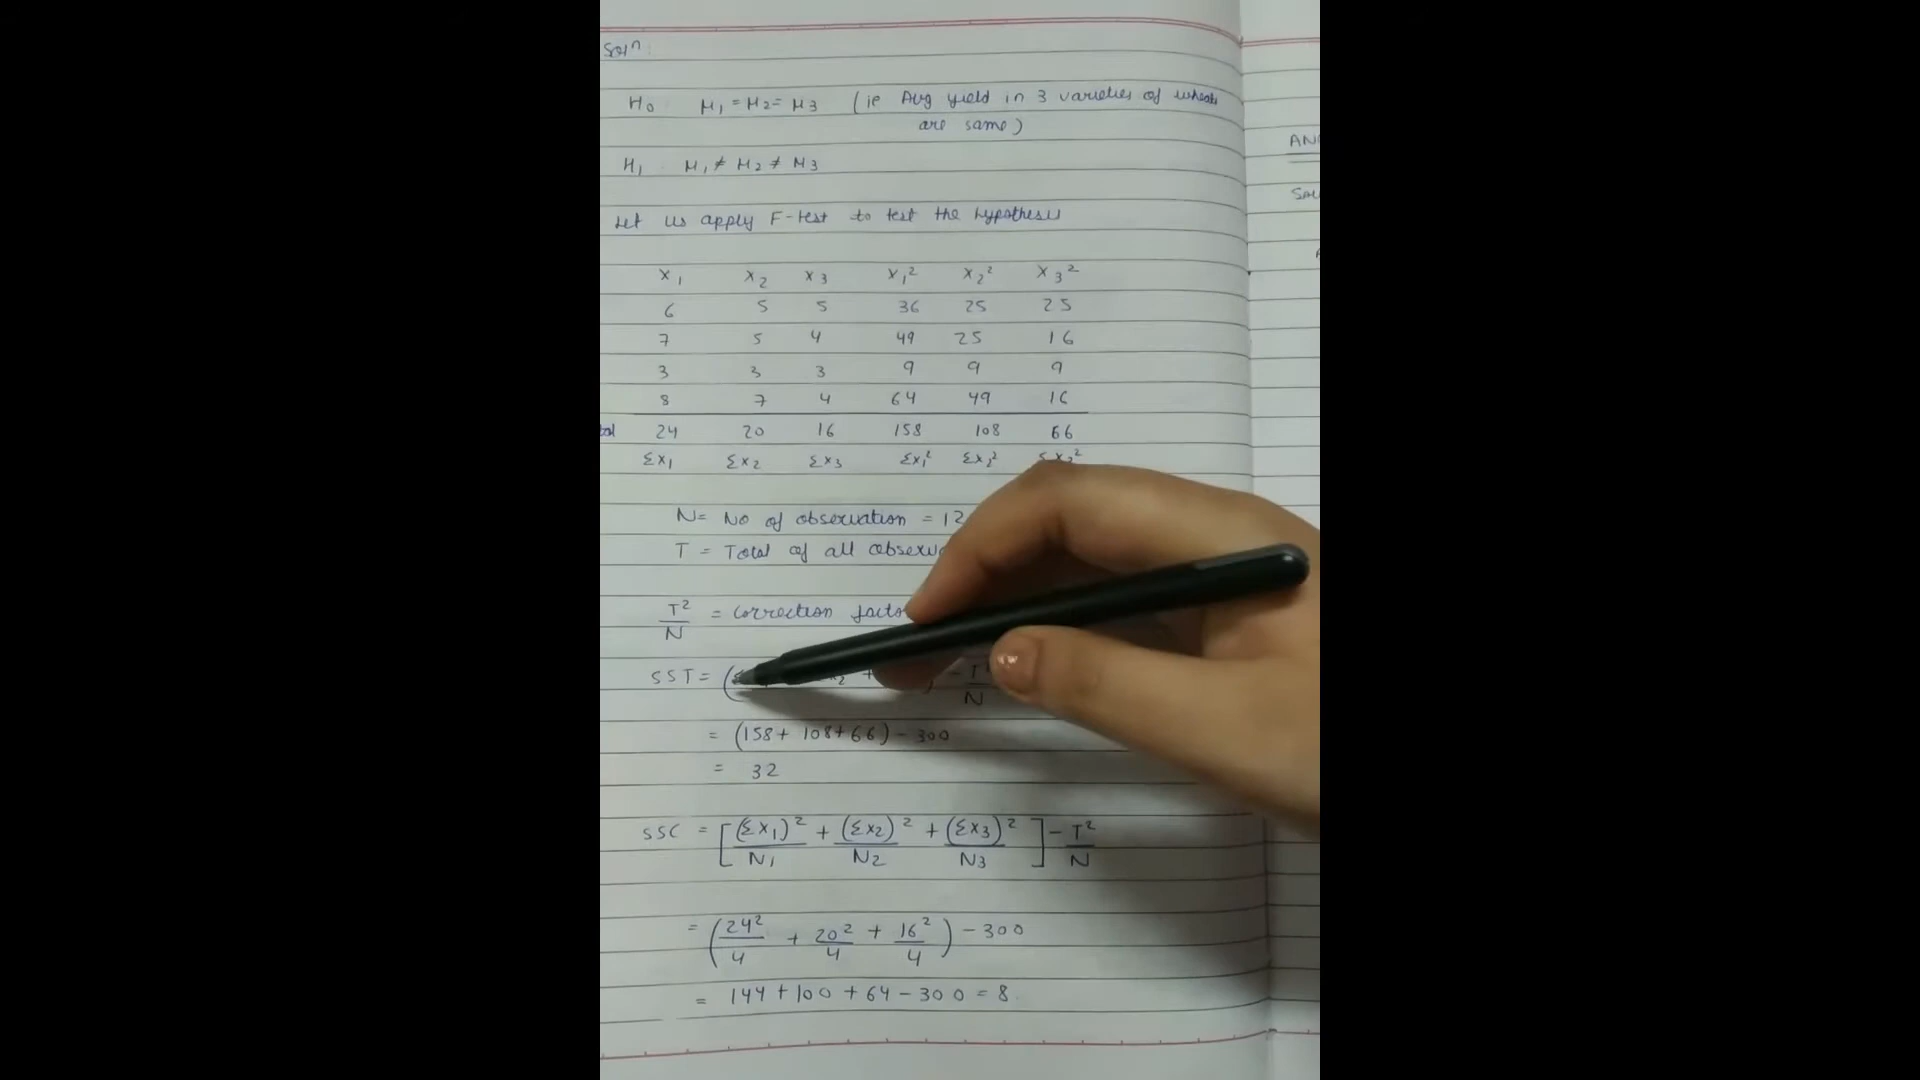 Soln:
H0 μ1 = μ2 = μ3 (ie Avg yield in 3 varieties of wheat
are same)
H1 μ1 ≠ μ2 ≠ μ3
Let us apply F-test to test the hypothesis
X1 X2 X3 X1² X2² X3²
6 5 5 36 25 25
7 5 4 49 25 16
3 3 3 9 9 9
8 7 4 64 49 16
24 20 16 158 108 66
Σx1 Σx2 Σx3 Σx1² Σx2² Σx3²
N = No of observation = 12
T = Total of all
T²/N = correction
SST = ( - T²/N
= (158 + 108 + 66) - 300
= 32
SSC = [(Σx1)²/N1 + (Σx2)²/N2 + (Σx3)²/N3] - T²/N
= (24²/4 + 20²/4 + 16²/4) - 300
= 144 + 100 + 64 - 300 = 8